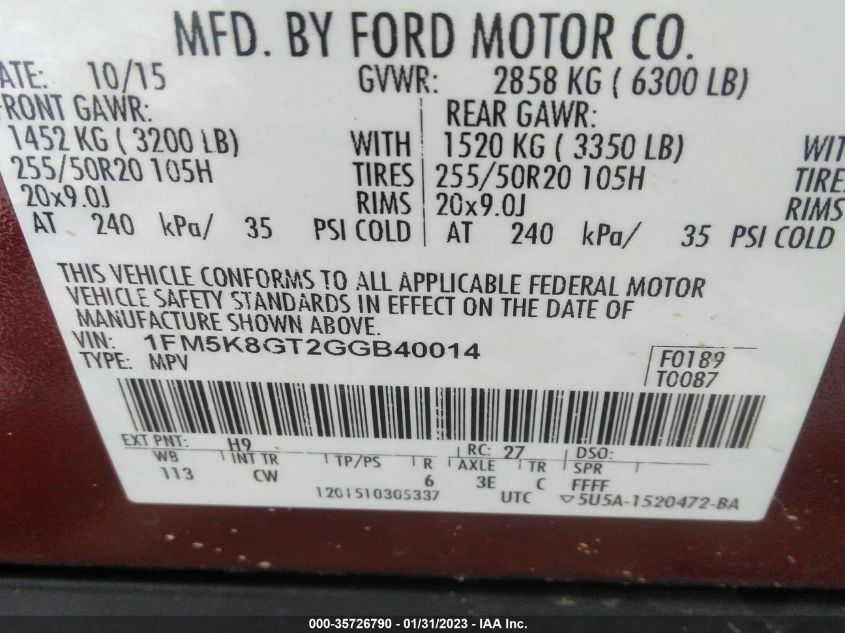 MFD. BY FORD MOTOR CO.
ATE: 10/15 GVWR: 2858 KG ( 6300 LB)
FRONT GAWR: REAR GAWR:
1452 KG ( 3200 LB) WITH 1520 KG ( 3350 LB) WIT
255/50R20 105H TIRES 255/50R20 105H TIRE
20x9.0J RIMS 20x9.0J RIMS
AT 240 kPa/ 35 PSI COLD AT 240 kPa/ 35 PSI COLD
THIS VEHICLE CONFORMS TO ALL APPLICABLE FEDERAL MOTOR
VEHICLE SAFETY STANDARDS IN EFFECT ON THE DATE OF
MANUFACTURE SHOWN ABOVE.
VIN: 1FM5K8GT2GGB40014 F0189
TYPE: MPV T0087
EXT PNT: H9 RC: 27 DSO:
WB INT TR TP/PS R AXLE TR SPR
113 CW 6 3E C FFFF
1201510305337 UTC ▽5U5A-1520472-BA
000-35726790 - 01/31/2023 - IAA Inc.